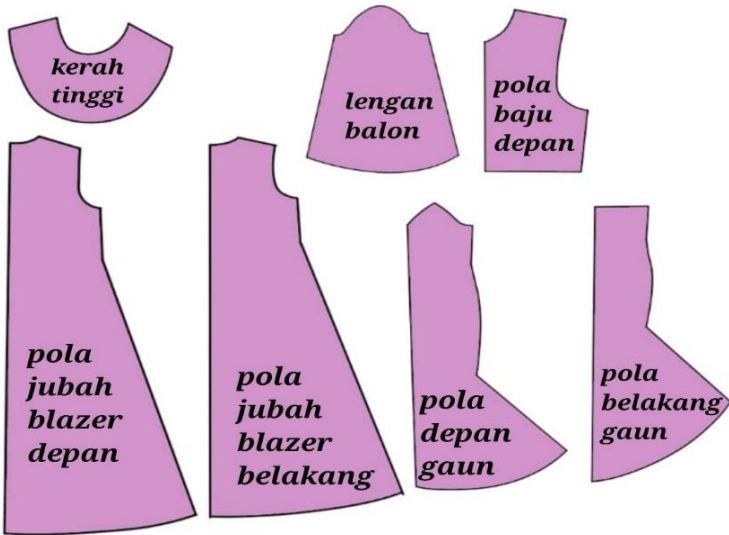 kerah
tinggi
lengan
balon
pola
baju
depan
pola
jubah
blazer
depan
pola
jubah
blazer
belakang
pola
depan
gaun
pola
belakang
gaun